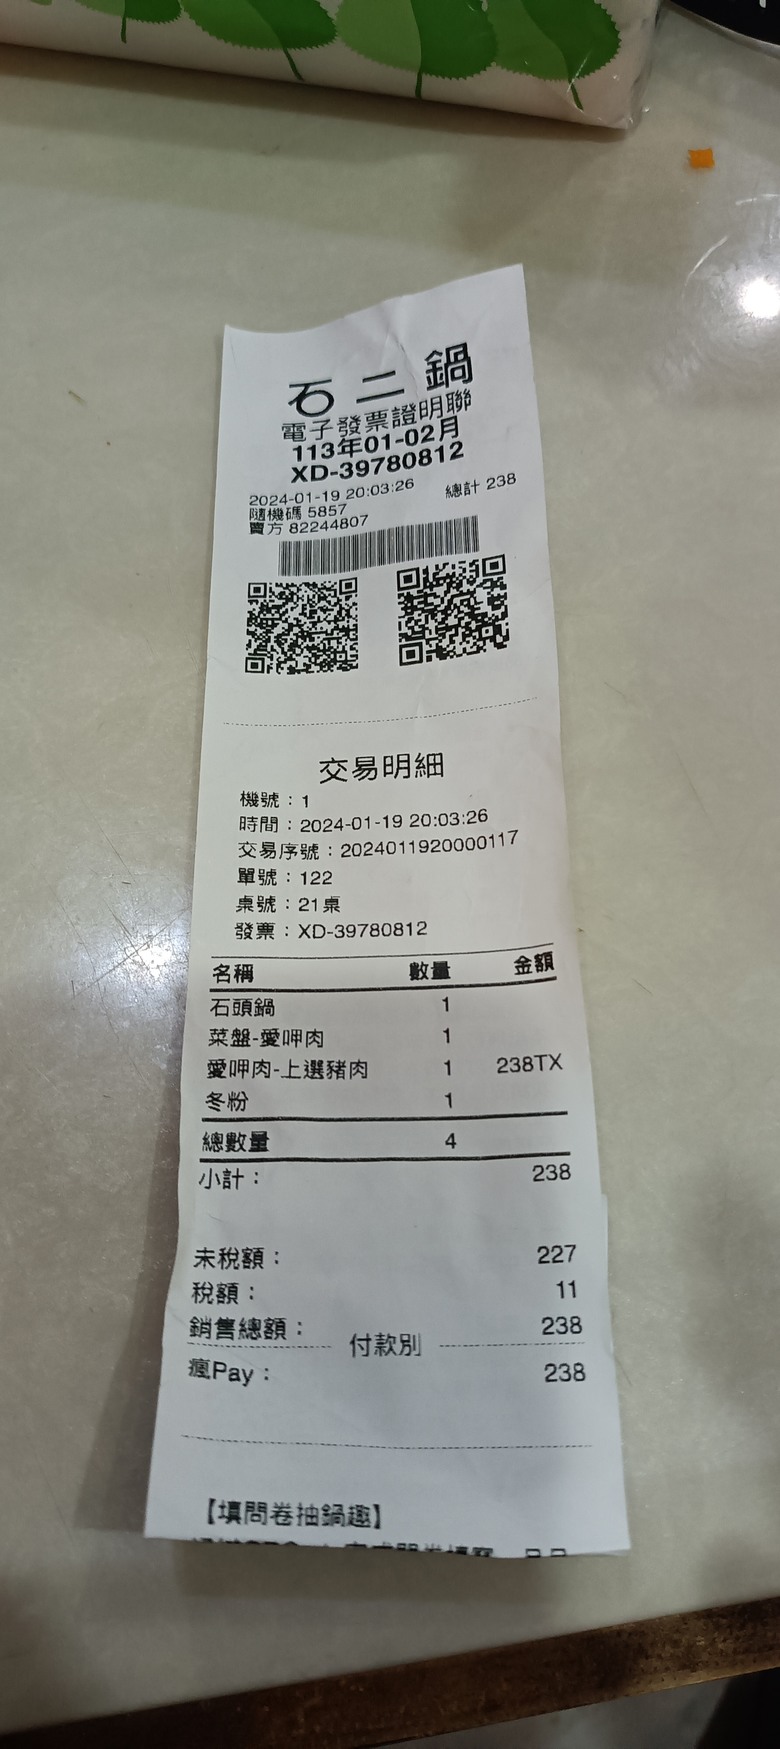 石二鍋
電子發票證明聯
113年01-02月
XD-39780812
2024-01-19 20:03:26 總計 238
隨機碼 5857
賣方 82244807
交易明細
機號：1
時間：2024-01-19 20:03:26
交易序號：2024011920000117
單號：122
桌號：21桌
發票：XD-39780812
名稱 數量 金額
石頭鍋 1
菜盤-愛呷肉 1
愛呷肉-上選豬肉 1 238TX
冬粉 1
總數量 4
小計： 238
未稅額： 227
稅額： 11
銷售總額： 238
付款別
瘋Pay： 238
【填問卷抽鍋趣】